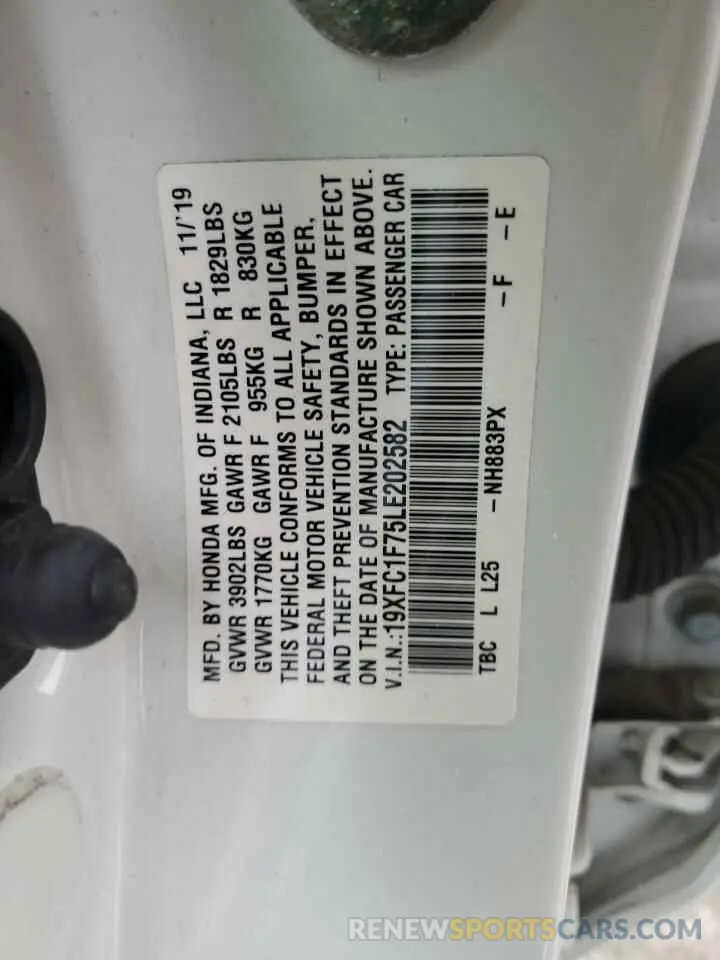 MFD. BY HONDA MFG. OF INDIANA, LLC 11/'19
GVWR 3902LBS GAWR F 2105LBS R 1829LBS
GVWR 1770KG GAWR F 955KG R 830KG
THIS VEHICLE CONFORMS TO ALL APPLICABLE
FEDERAL MOTOR VEHICLE SAFETY, BUMPER,
AND THEFT PREVENTION STANDARDS IN EFFECT
ON THE DATE OF MANUFACTURE SHOWN ABOVE.
V.I.N.:19XFC1F75LE202582 TYPE: PASSENGER CAR
TBC L L25 -NH883PX -F -E
RENEWSPORTSCARS.COM